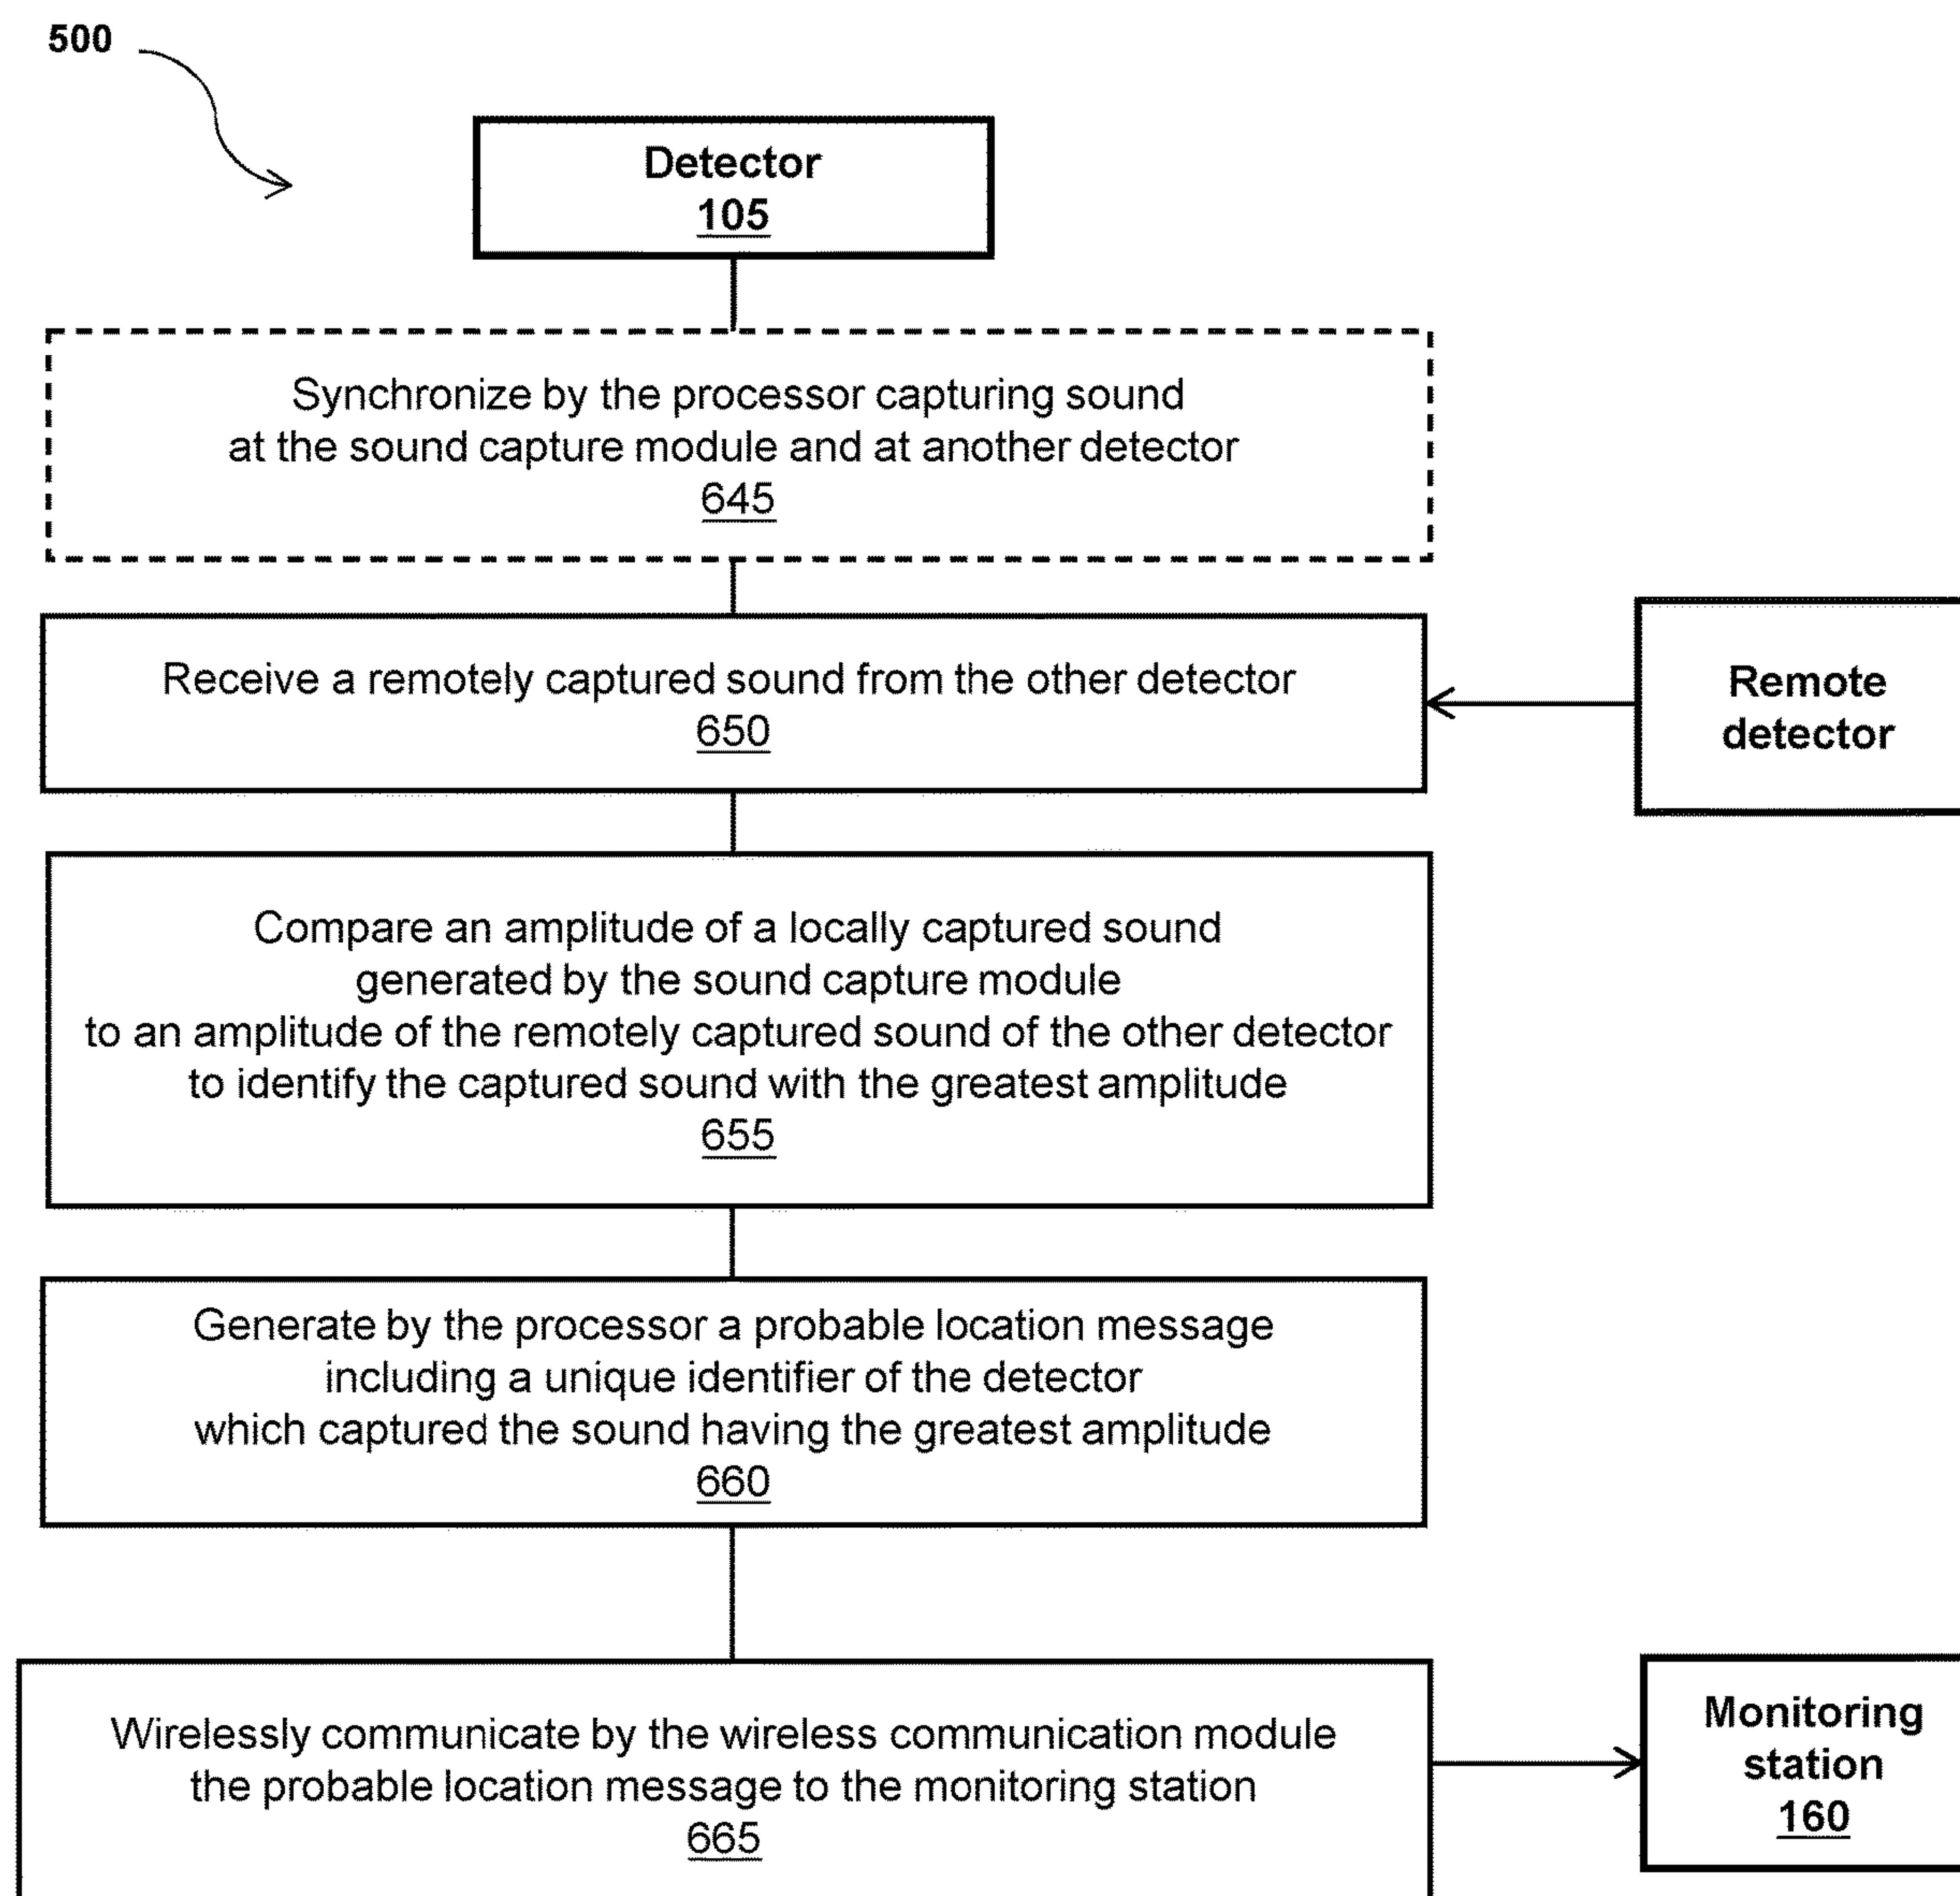 500
Detector
105
Synchronize by the processor capturing sound
at the sound capture module and at another detector
645
Receive a remotely captured sound from the other detector
650
Remote
detector
Compare an amplitude of a locally captured sound
generated by the sound capture module
to an amplitude of the remotely captured sound of the other detector
to identify the captured sound with the greatest amplitude
655
Generate by the processor a probable location message
including a unique identifier of the detector
which captured the sound having the greatest amplitude
660
Wirelessly communicate by the wireless communication module
the probable location message to the monitoring station
665
Monitoring
station
160